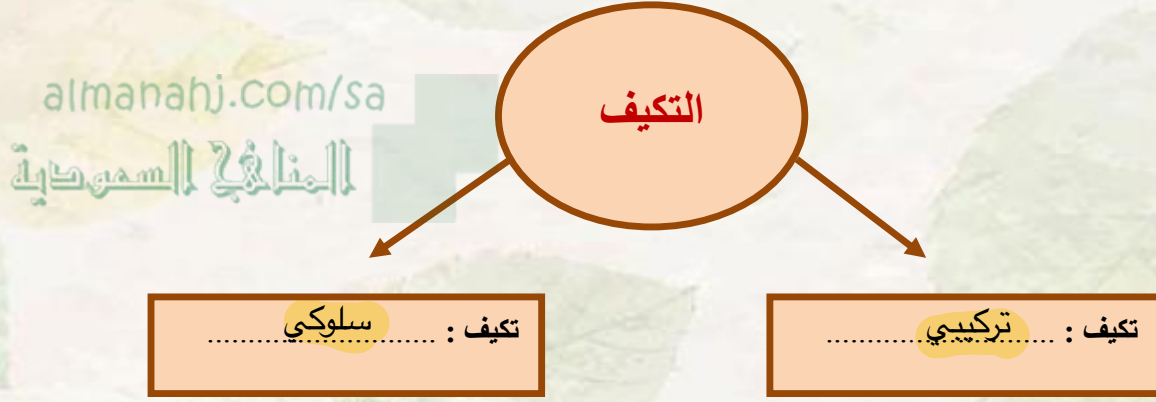 almanahj.com/sa
المناهج السعودية
التكيف
تكيف : تركيبي
تكيف : سلوكي